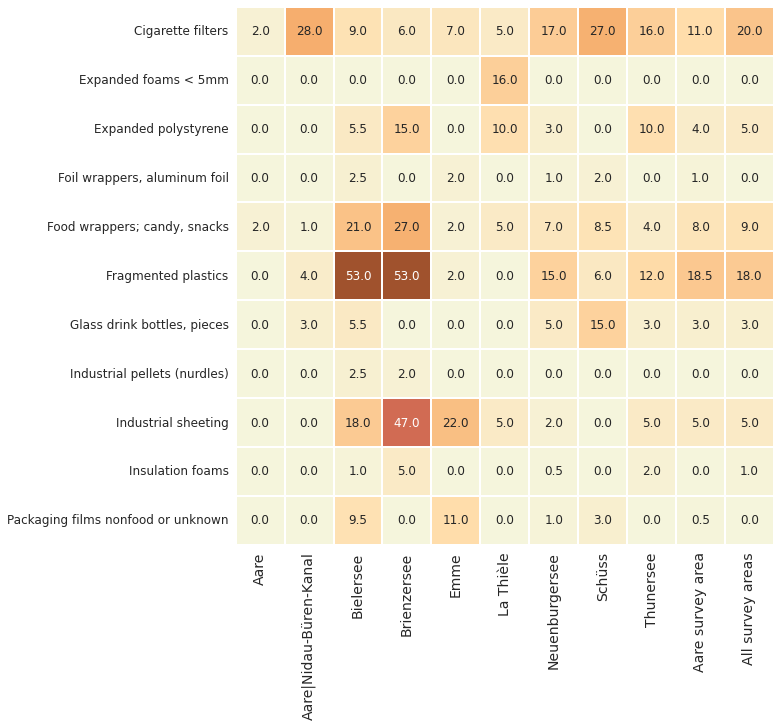 Cigarette filters 2.0 28.0 9.0 6.0 7.0 5.0 17.0 27.0 16.0 11.0 20.0
Expanded foams < 5mm 0.0 0.0 0.0 0.0 0.0 16.0 0.0 0.0 0.0 0.0 0.0
Expanded polystyrene 0.0 0.0 5.5 15.0 0.0 10.0 3.0 0.0 10.0 4.0 5.0
Foil wrappers, aluminum foil 0.0 0.0 2.5 0.0 2.0 0.0 1.0 2.0 0.0 1.0 0.0
Food wrappers; candy, snacks 2.0 1.0 21.0 27.0 2.0 5.0 7.0 8.5 4.0 8.0 9.0
Fragmented plastics 0.0 4.0 53.0 53.0 2.0 0.0 15.0 6.0 12.0 18.5 18.0
Glass drink bottles, pieces 0.0 3.0 5.5 0.0 0.0 0.0 5.0 15.0 3.0 3.0 3.0
Industrial pellets (nurdles) 0.0 0.0 2.5 2.0 0.0 0.0 0.0 0.0 0.0 0.0 0.0
Industrial sheeting 0.0 0.0 18.0 47.0 22.0 5.0 2.0 0.0 5.0 5.0 5.0
Insulation foams 0.0 0.0 1.0 5.0 0.0 0.0 0.5 0.0 2.0 0.0 1.0
Packaging films nonfood or unknown 0.0 0.0 9.5 0.0 11.0 0.0 1.0 3.0 0.0 0.5 0.0
Aare
Aare|Nidau-Büren-Kanal
Bielersee
Brienzersee
Emme
La Thièle
Neuenburgersee
Schüss
Thunersee
Aare survey area
All survey areas